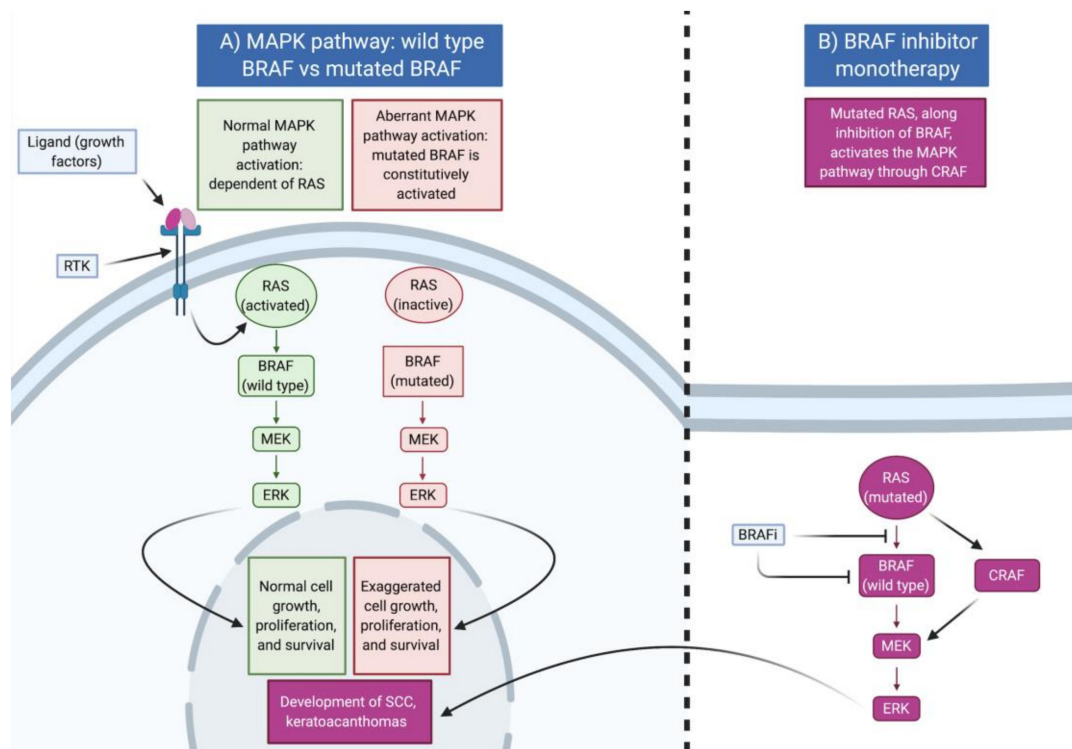 A) MAPK pathway: wild type
BRAF vs mutated BRAF
Normal MAPK
pathway
activation:
dependent of RAS
Aberrant MAPK
pathway activation:
mutated BRAF is
constitutively
activated
Ligand (growth
factors)
RTK
RAS
(activated)
BRAF
(wild type)
MEK
ERK
RAS
(inactive)
BRAF
(mutated)
MEK
ERK
Normal cell
growth,
proliferation,
and survival
Exaggerated
cell growth,
proliferation,
and survival
Development of SCC,
keratoacanthomas
B) BRAF inhibitor
monotherapy
Mutated RAS, along
inhibition of BRAF,
activates the MAPK
pathway through CRAF
RAS
(mutated)
BRAFi
BRAF
(wild type)
CRAF
MEK
ERK